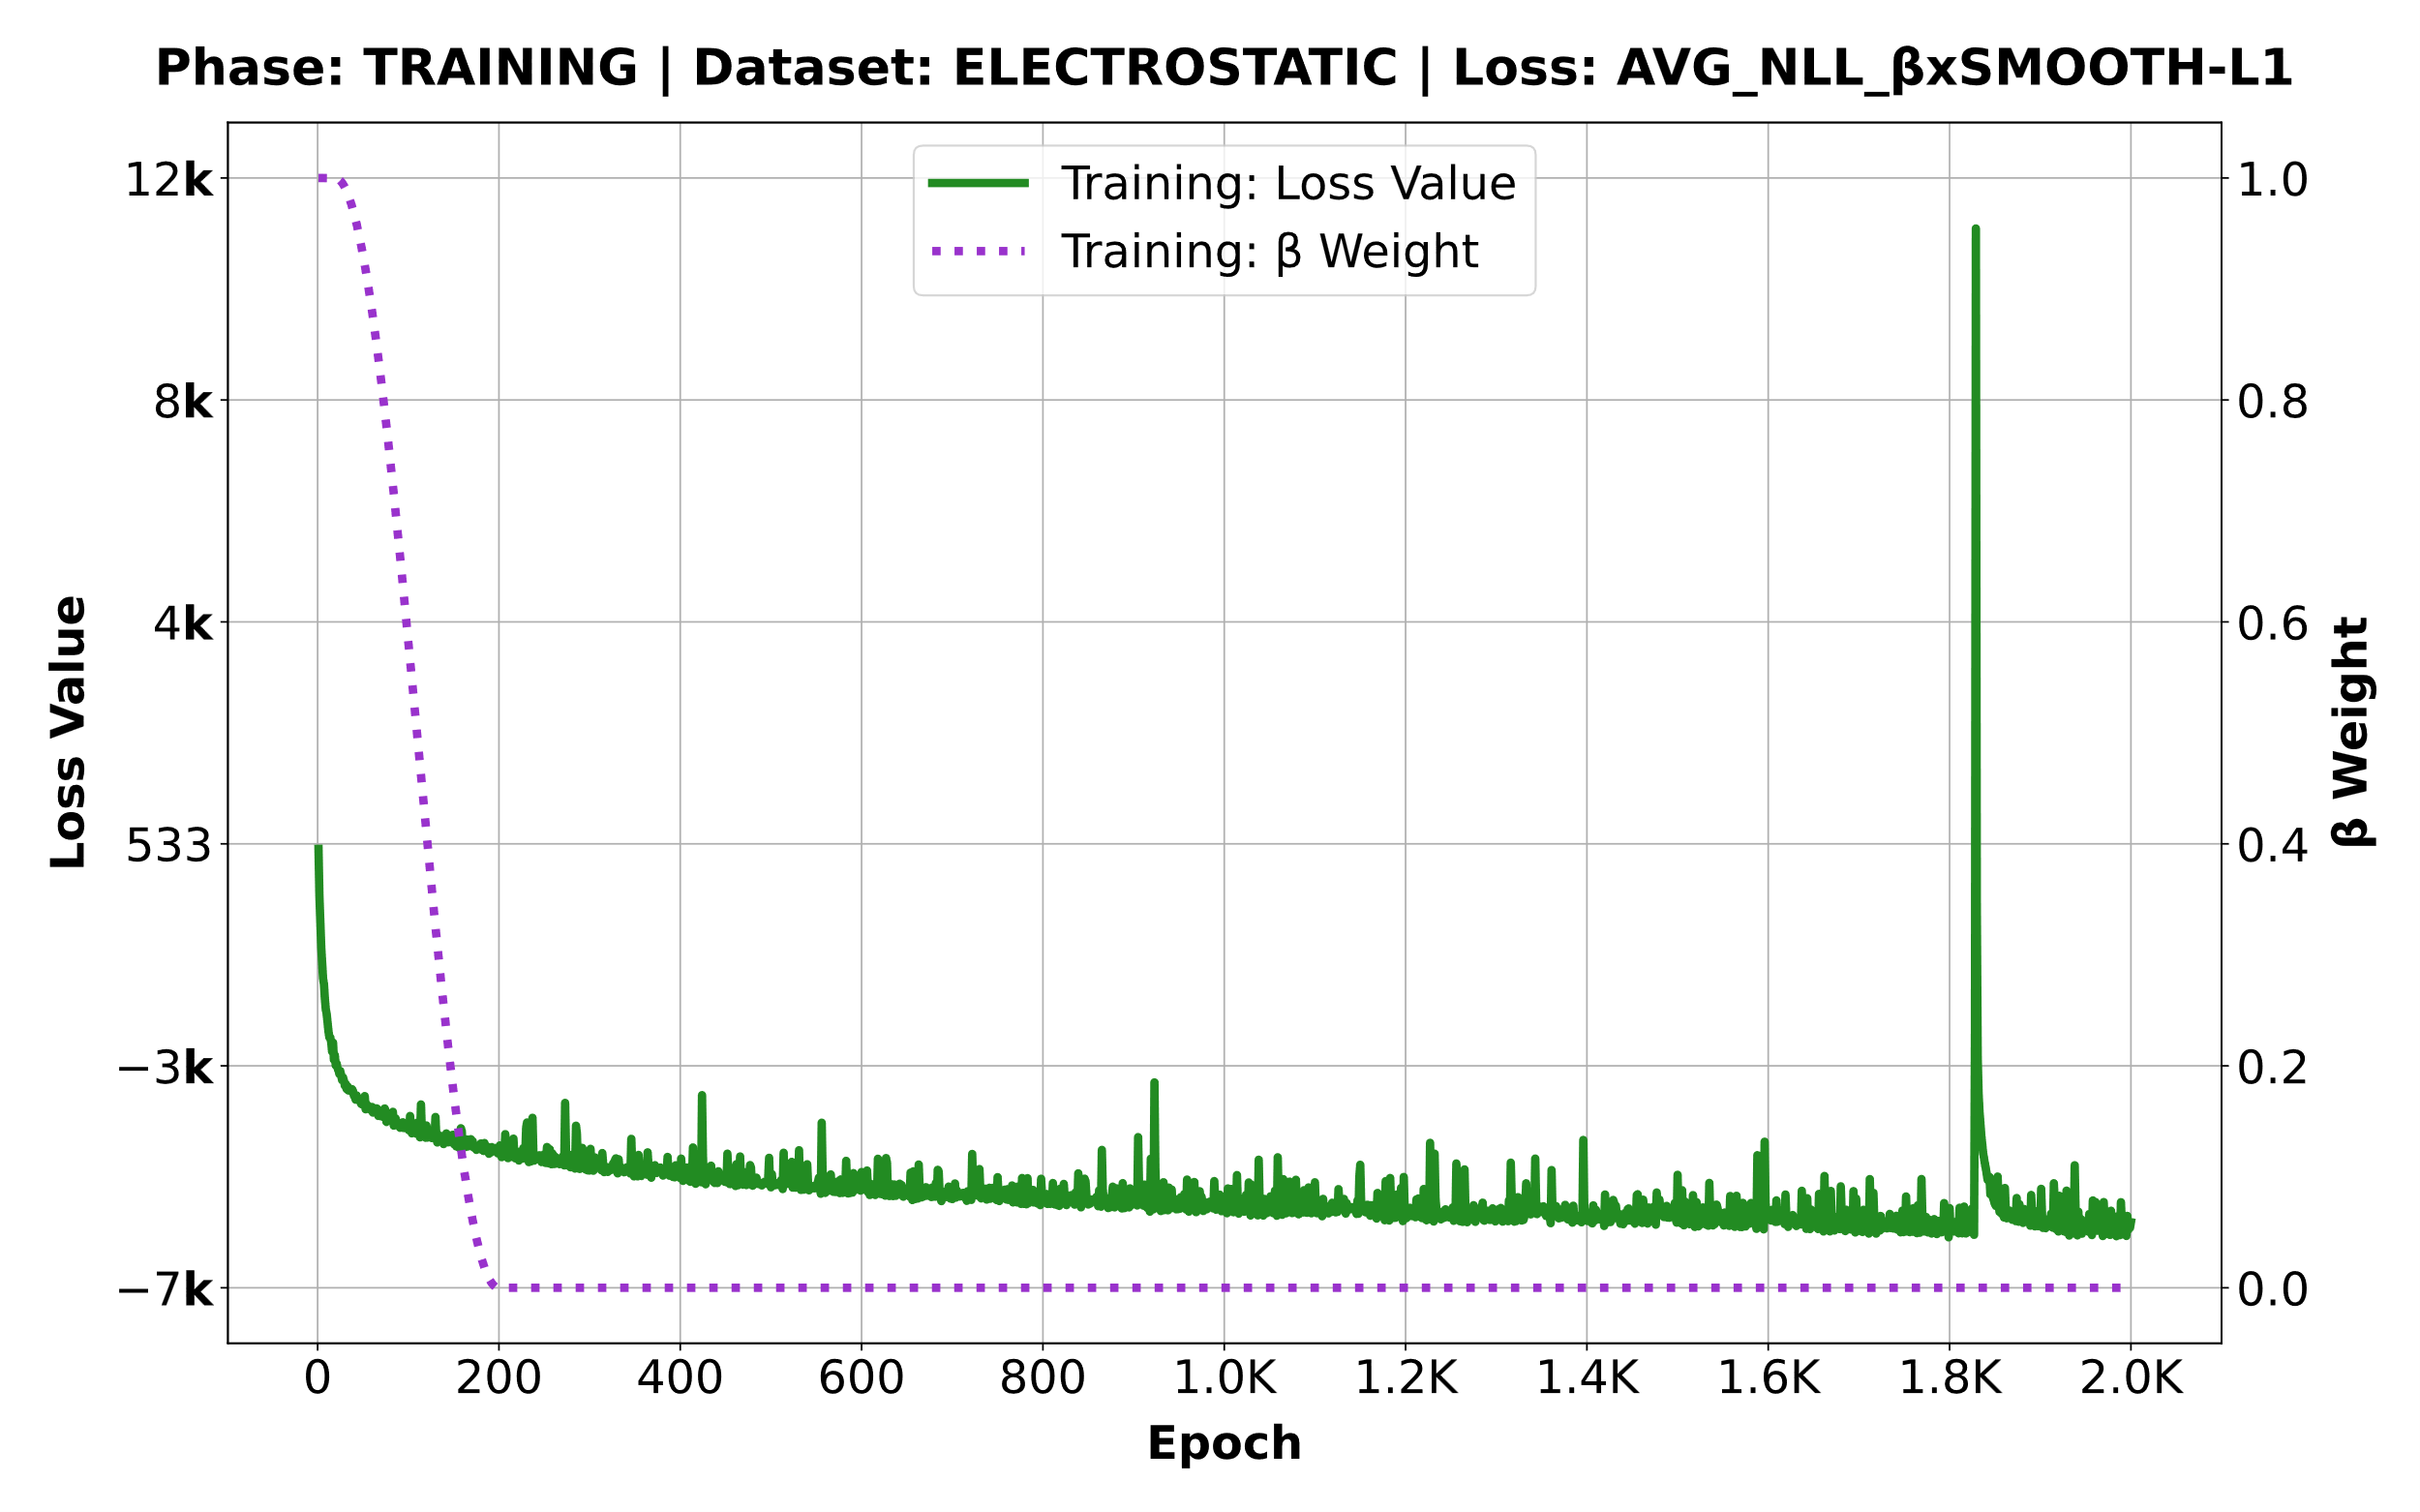 Phase: TRAINING | Dataset: ELECTROSTATIC | Loss: AVG_NLL_βxSMOOTH-L1
Training: Loss Value
Training: β Weight
12k
8k
4k
533
−3k
−7k
Loss Value
1.0
0.8
0.6
0.4
0.2
0.0
β Weight
0 200 400 600 800 1.0K 1.2K 1.4K 1.6K 1.8K 2.0K
Epoch